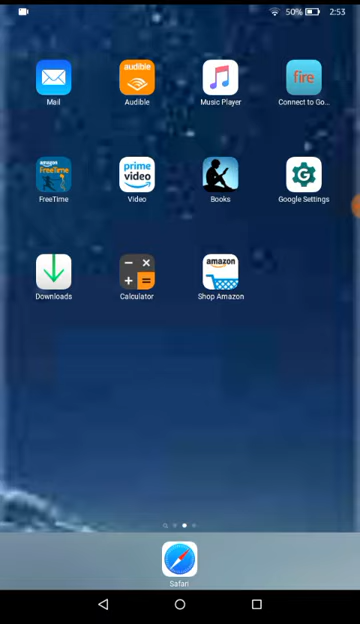 50% 2:53
audible
fire
Mail Audible Music Player Connect to Go...
amazon
FreeTime
prime
video
FreeTime Video Books Google Settings
amazon
Downloads Calculator Shop Amazon
Safari